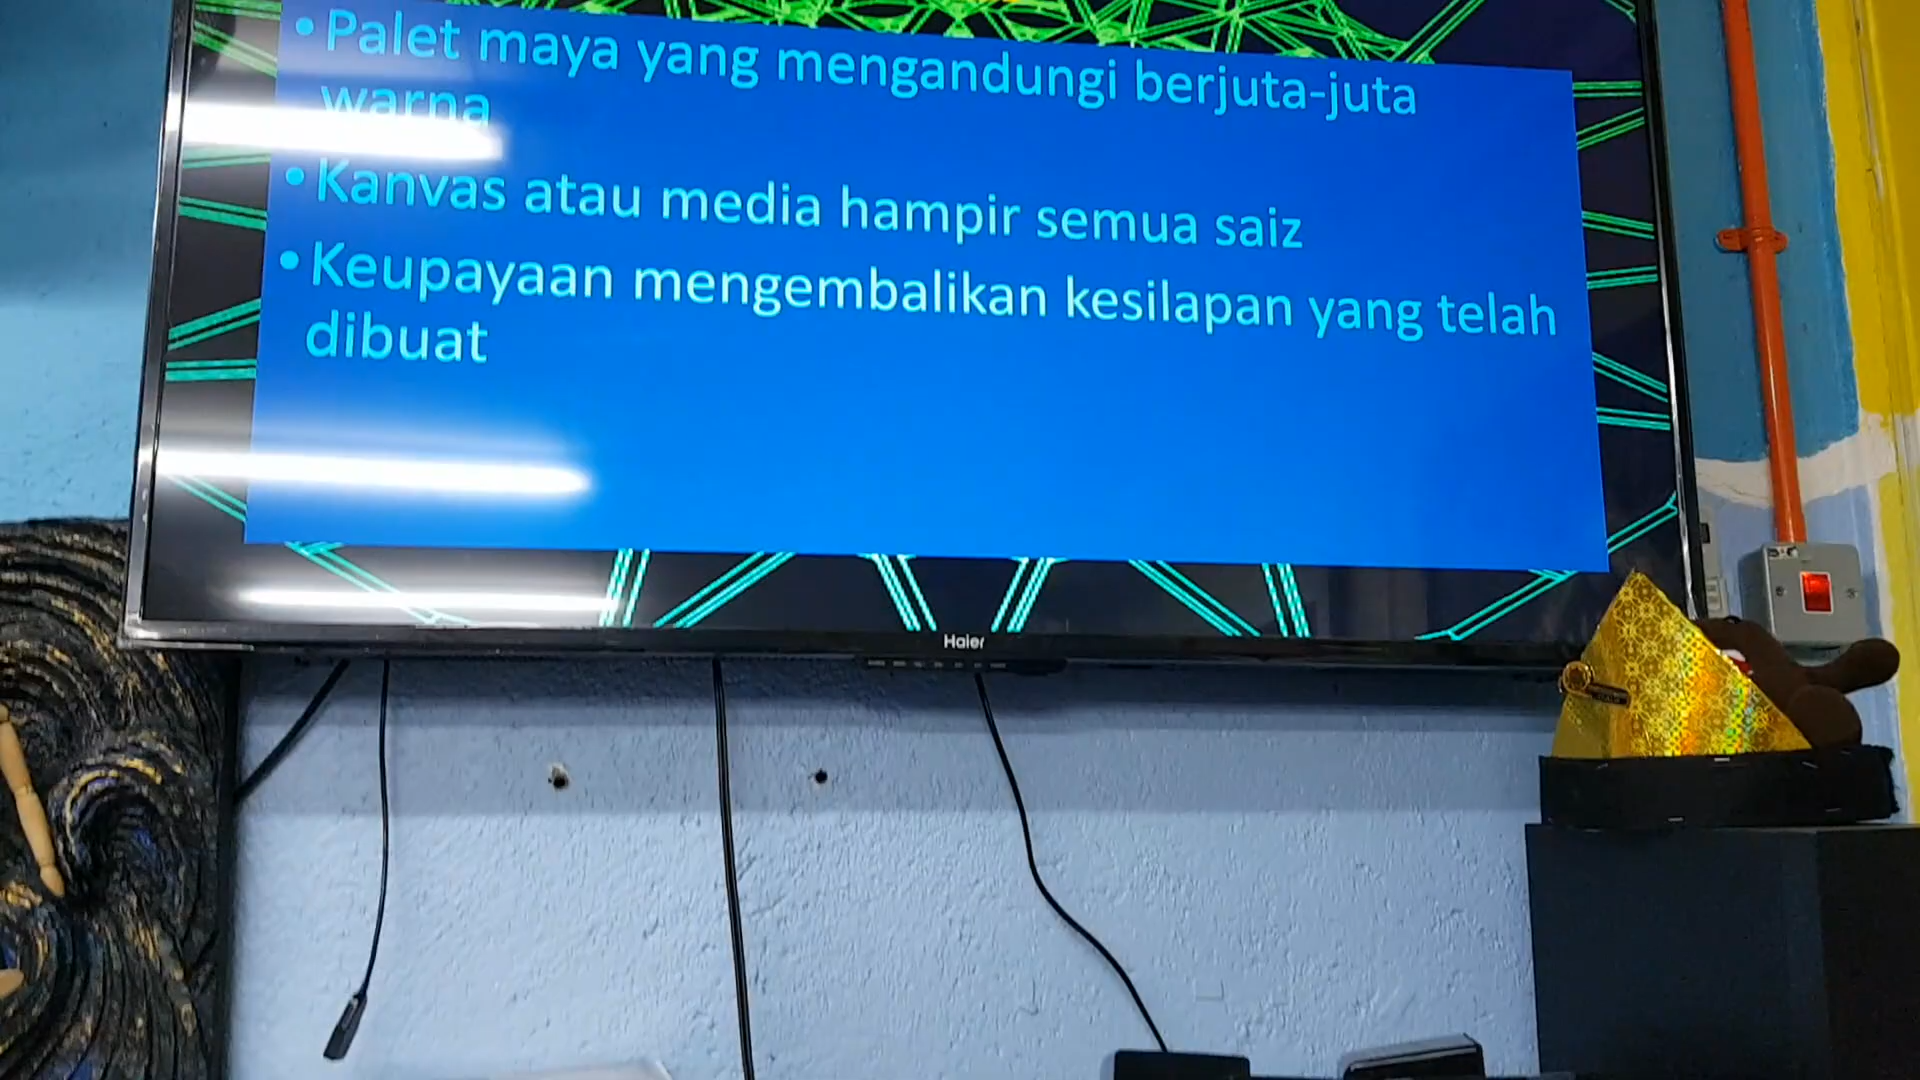 • Palet maya yang mengandungi berjuta-juta
warna
• Kanvas atau media hampir semua saiz
• Keupayaan mengembalikan kesilapan yang telah
dibuat
Haier